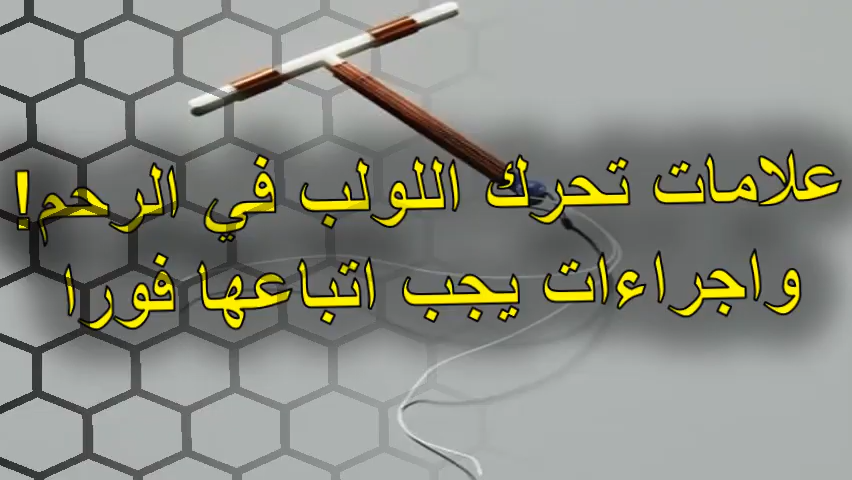 علامات تحرك اللولب في الرحم!
واجراءات يجب اتباعها فورا